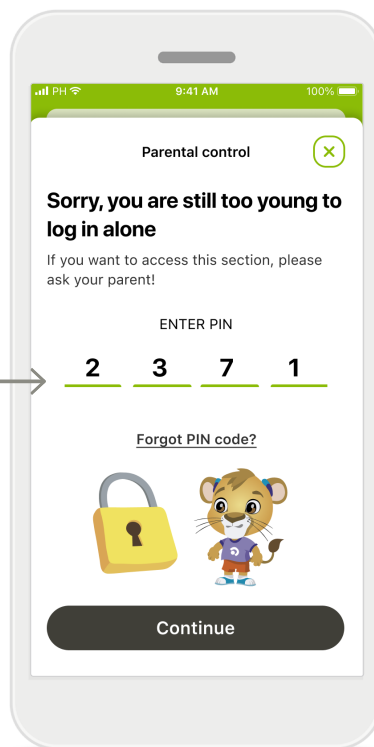 PH 9:41 AM 100%
Parental control
Sorry, you are still too young to
log in alone
If you want to access this section, please
ask your parent!
ENTER PIN
2 3 7 1
Forgot PIN code?
Continue